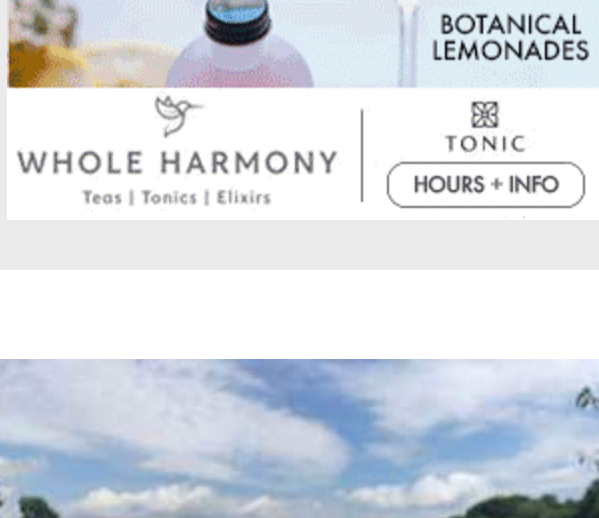 BOTANICAL
LEMONADES
WHOLE HARMONY
Teas | Tonics | Elixirs
TONIC
HOURS + INFO